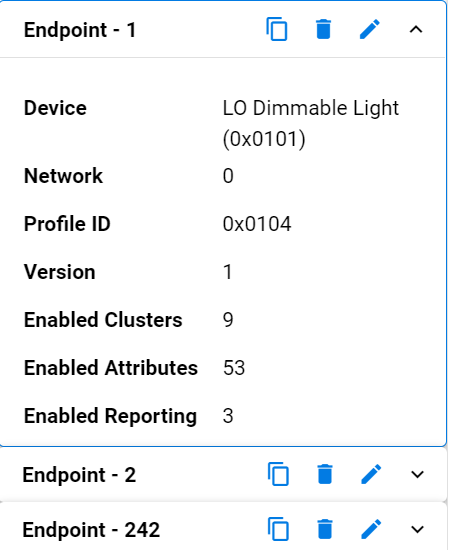 Endpoint - 1
Device LO Dimmable Light
(0x0101)
Network 0
Profile ID 0x0104
Version 1
Enabled Clusters 9
Enabled Attributes 53
Enabled Reporting 3
Endpoint - 2
Endpoint - 242